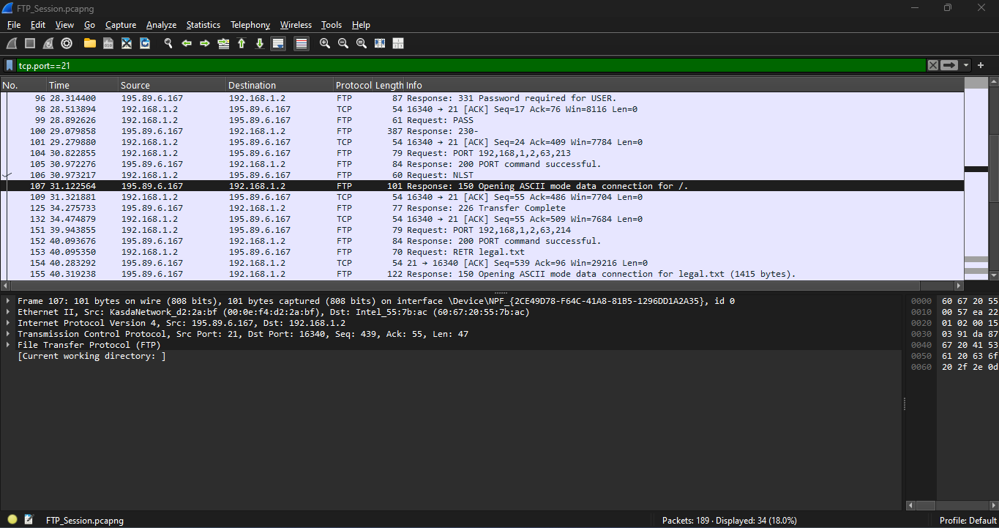 FTP_Session.pcapng
File Edit View Go Capture Analyze Statistics Telephony Wireless Tools Help
tcp.port==21
No. Time Source Destination Protocol Length Info
96 28.314400 195.89.6.167 192.168.1.2 FTP 87 Response: 331 Password required for USER.
98 28.513894 192.168.1.2 195.89.6.167 TCP 54 16340 → 21 [ACK] Seq=17 Ack=76 Win=8116 Len=0
99 28.892626 192.168.1.2 195.89.6.167 FTP 61 Request: PASS
100 29.079858 195.89.6.167 192.168.1.2 FTP 387 Response: 230-
101 29.279880 192.168.1.2 195.89.6.167 TCP 54 16340 → 21 [ACK] Seq=24 Ack=409 Win=7784 Len=0
104 30.822855 192.168.1.2 195.89.6.167 FTP 79 Request: PORT 192,168,1,2,63,213
105 30.972276 195.89.6.167 192.168.1.2 FTP 84 Response: 200 PORT command successful.
106 30.973217 192.168.1.2 195.89.6.167 FTP 60 Request: NLST
107 31.122564 195.89.6.167 192.168.1.2 FTP 101 Response: 150 Opening ASCII mode data connection for /.
109 31.321881 192.168.1.2 195.89.6.167 TCP 54 16340 → 21 [ACK] Seq=55 Ack=486 Win=7704 Len=0
125 34.275733 195.89.6.167 192.168.1.2 FTP 77 Response: 226 Transfer Complete
132 34.474879 192.168.1.2 195.89.6.167 TCP 54 16340 → 21 [ACK] Seq=55 Ack=509 Win=7684 Len=0
151 39.943855 192.168.1.2 195.89.6.167 FTP 79 Request: PORT 192,168,1,2,63,214
152 40.093676 195.89.6.167 192.168.1.2 FTP 84 Response: 200 PORT command successful.
153 40.095350 192.168.1.2 195.89.6.167 FTP 70 Request: RETR legal.txt
154 40.283292 195.89.6.167 192.168.1.2 TCP 54 21 → 16340 [ACK] Seq=539 Ack=96 Win=29216 Len=0
155 40.319238 195.89.6.167 192.168.1.2 FTP 122 Response: 150 Opening ASCII mode data connection for legal.txt (1415 bytes).
Frame 107: 101 bytes on wire (808 bits), 101 bytes captured (808 bits) on interface \Device\NPF_{2CE49D78-F64C-41A8-81B5-1296DD1A2A35}, id 0
Ethernet II, Src: KasdaNetwork_d2:2a:bf (00:0e:f4:d2:2a:bf), Dst: Intel_55:7b:ac (60:67:20:55:7b:ac)
Internet Protocol Version 4, Src: 195.89.6.167, Dst: 192.168.1.2
Transmission Control Protocol, Src Port: 21, Dst Port: 16340, Seq: 439, Ack: 55, Len: 47
File Transfer Protocol (FTP)
[Current working directory: ]
0000 60 67 20 55
0010 00 57 ea 22
0020 01 02 00 15
0030 03 91 da 87
0040 67 20 41 53
0050 61 20 63 6f
0060 20 2f 2e 0d
FTP_Session.pcapng
Packets: 189 · Displayed: 34 (18.0%)
Profile: Default